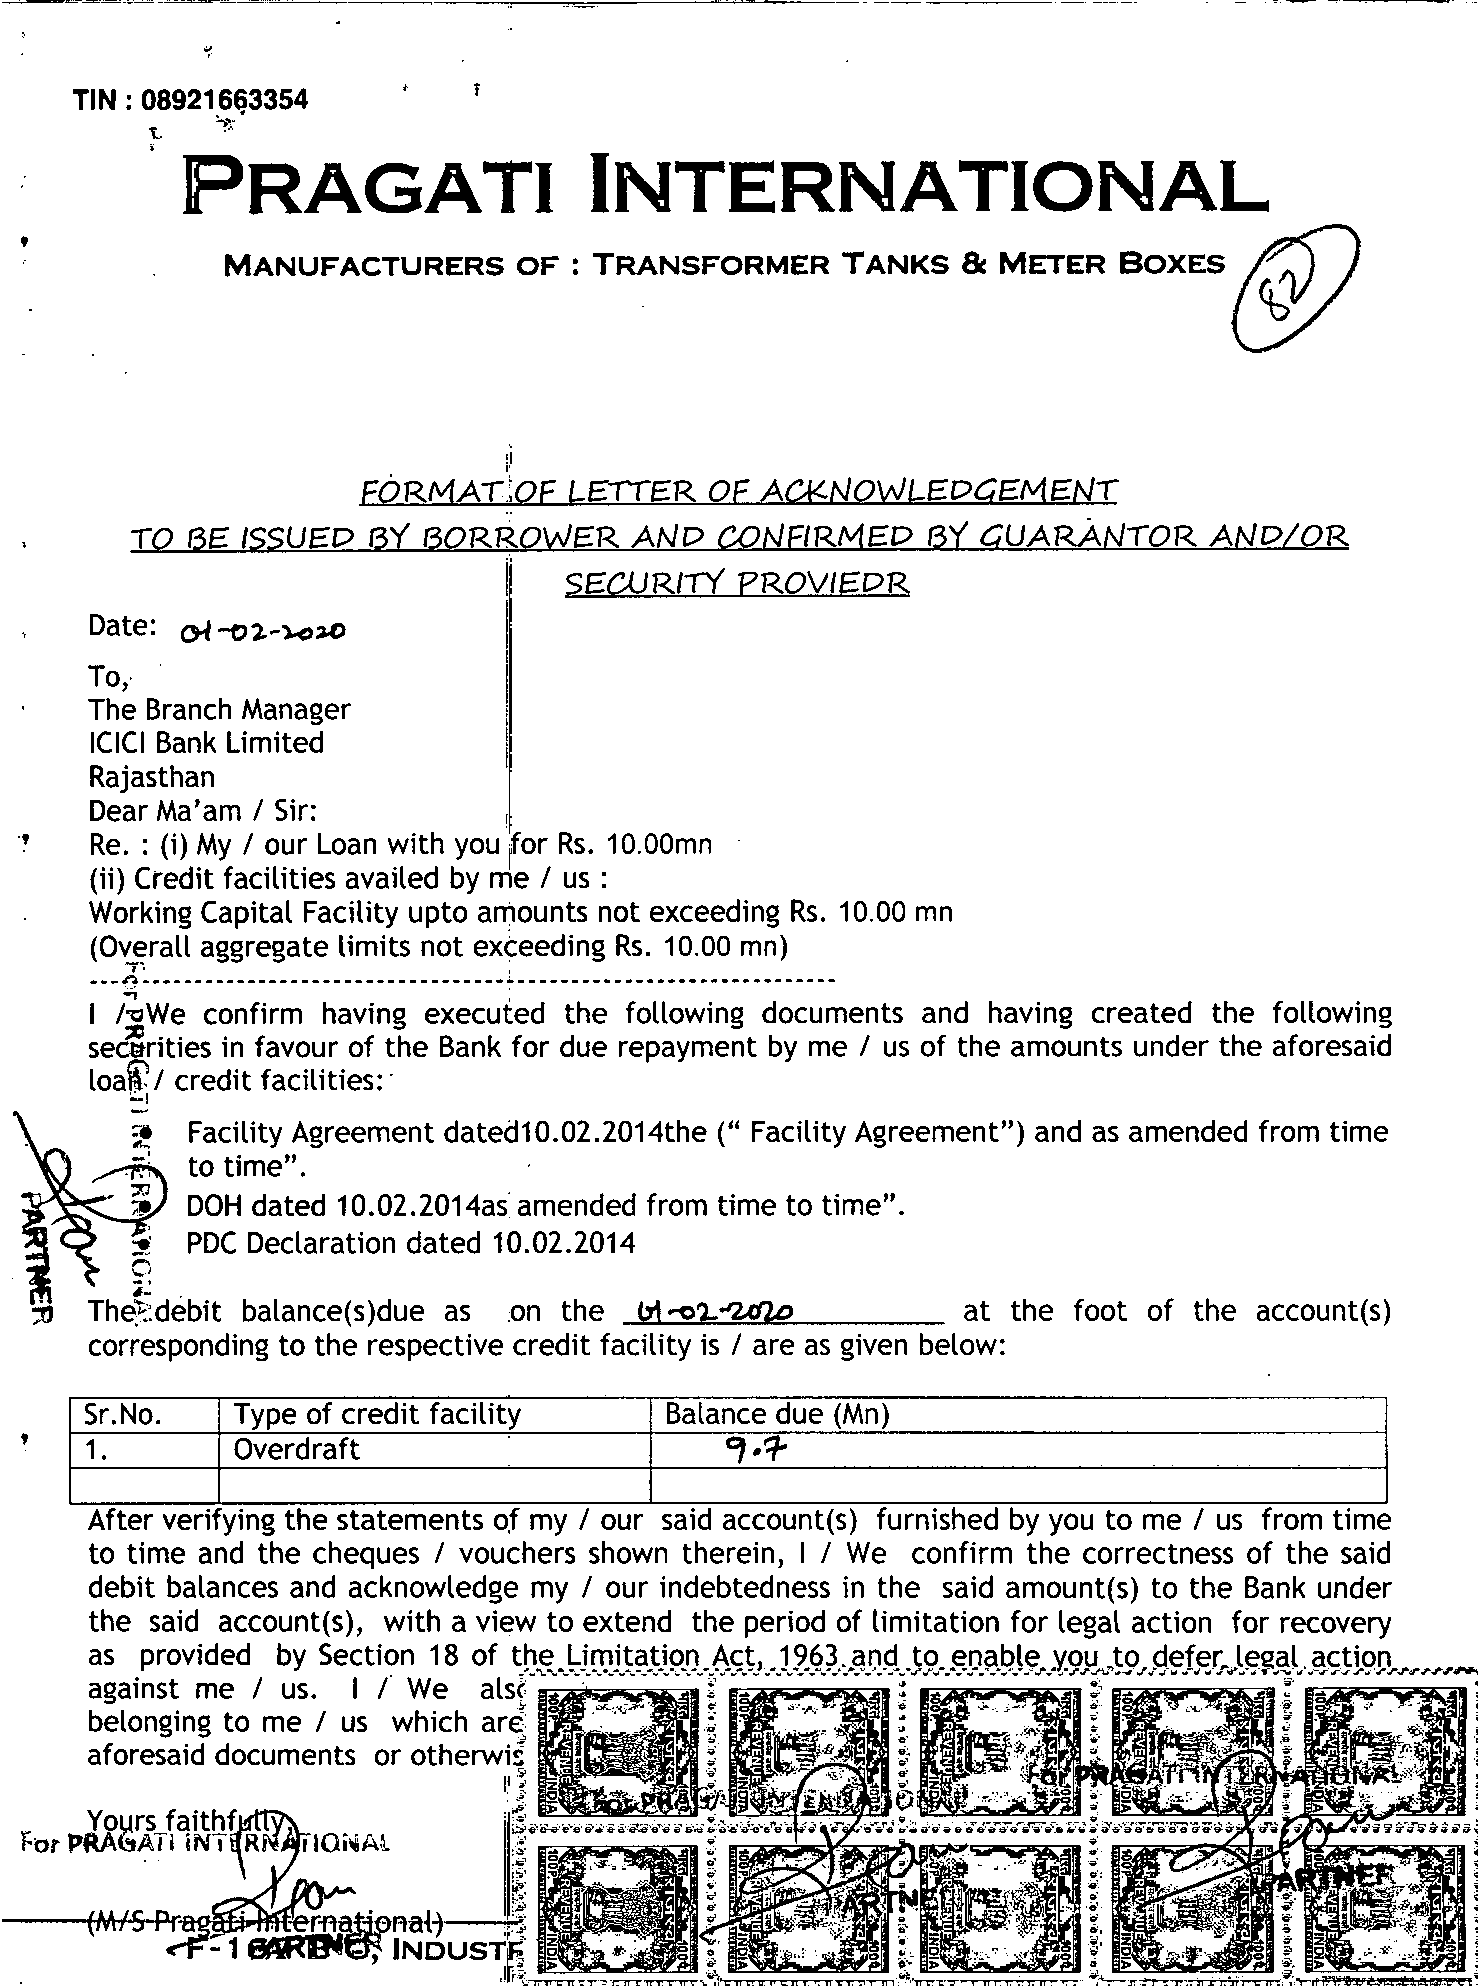 TIN : 08921663354
PRAGATI INTERNATIONAL
MANUFACTURERS OF : TRANSFORMER TANKS & METER BOXES
82
FORMAT OF LETTER OF ACKNOWLEDGEMENT
TO BE ISSUED BY BORROWER AND CONFIRMED BY GUARANTOR AND/OR
SECURITY PROVIEDR
Date: 01-02-2020
To,
The Branch Manager
ICICI Bank Limited
Rajasthan
Dear Ma'am / Sir:
Re. : (i) My / our Loan with you for Rs. 10.00mn
(ii) Credit facilities availed by me / us :
Working Capital Facility upto amounts not exceeding Rs. 10.00 mn
(Overall aggregate limits not exceeding Rs. 10.00 mn)
I / We confirm having executed the following documents and having created the following
securities in favour of the Bank for due repayment by me / us of the amounts under the aforesaid
loan / credit facilities:
For PRAGATI INTERNATIONAL
PARTNER
• Facility Agreement dated10.02.2014the (“ Facility Agreement”) and as amended from time
to time”.
• DOH dated 10.02.2014as amended from time to time”.
• PDC Declaration dated 10.02.2014
The debit balance(s)due as on the 01-02-2020 at the foot of the account(s)
corresponding to the respective credit facility is / are as given below:
Sr.No. Type of credit facility Balance due (Mn)
1. Overdraft 9.7
After verifying the statements of my / our said account(s) furnished by you to me / us from time
to time and the cheques / vouchers shown therein, I / We confirm the correctness of the said
debit balances and acknowledge my / our indebtedness in the said amount(s) to the Bank under
the said account(s), with a view to extend the period of limitation for legal action for recovery
as provided by Section 18 of the Limitation Act, 1963 and to enable you to defer legal action
against me / us. I / We also
belonging to me / us which are
aforesaid documents or otherwis
For PRAGATI INTERNATIONAL
For PRAGATI INTERNATIONAL
Yours faithfully
For PRAGATI INTERNATIONAL
PARTNER
PARTNER
(M/S Pragati International)
PARTNER
INDUSTR